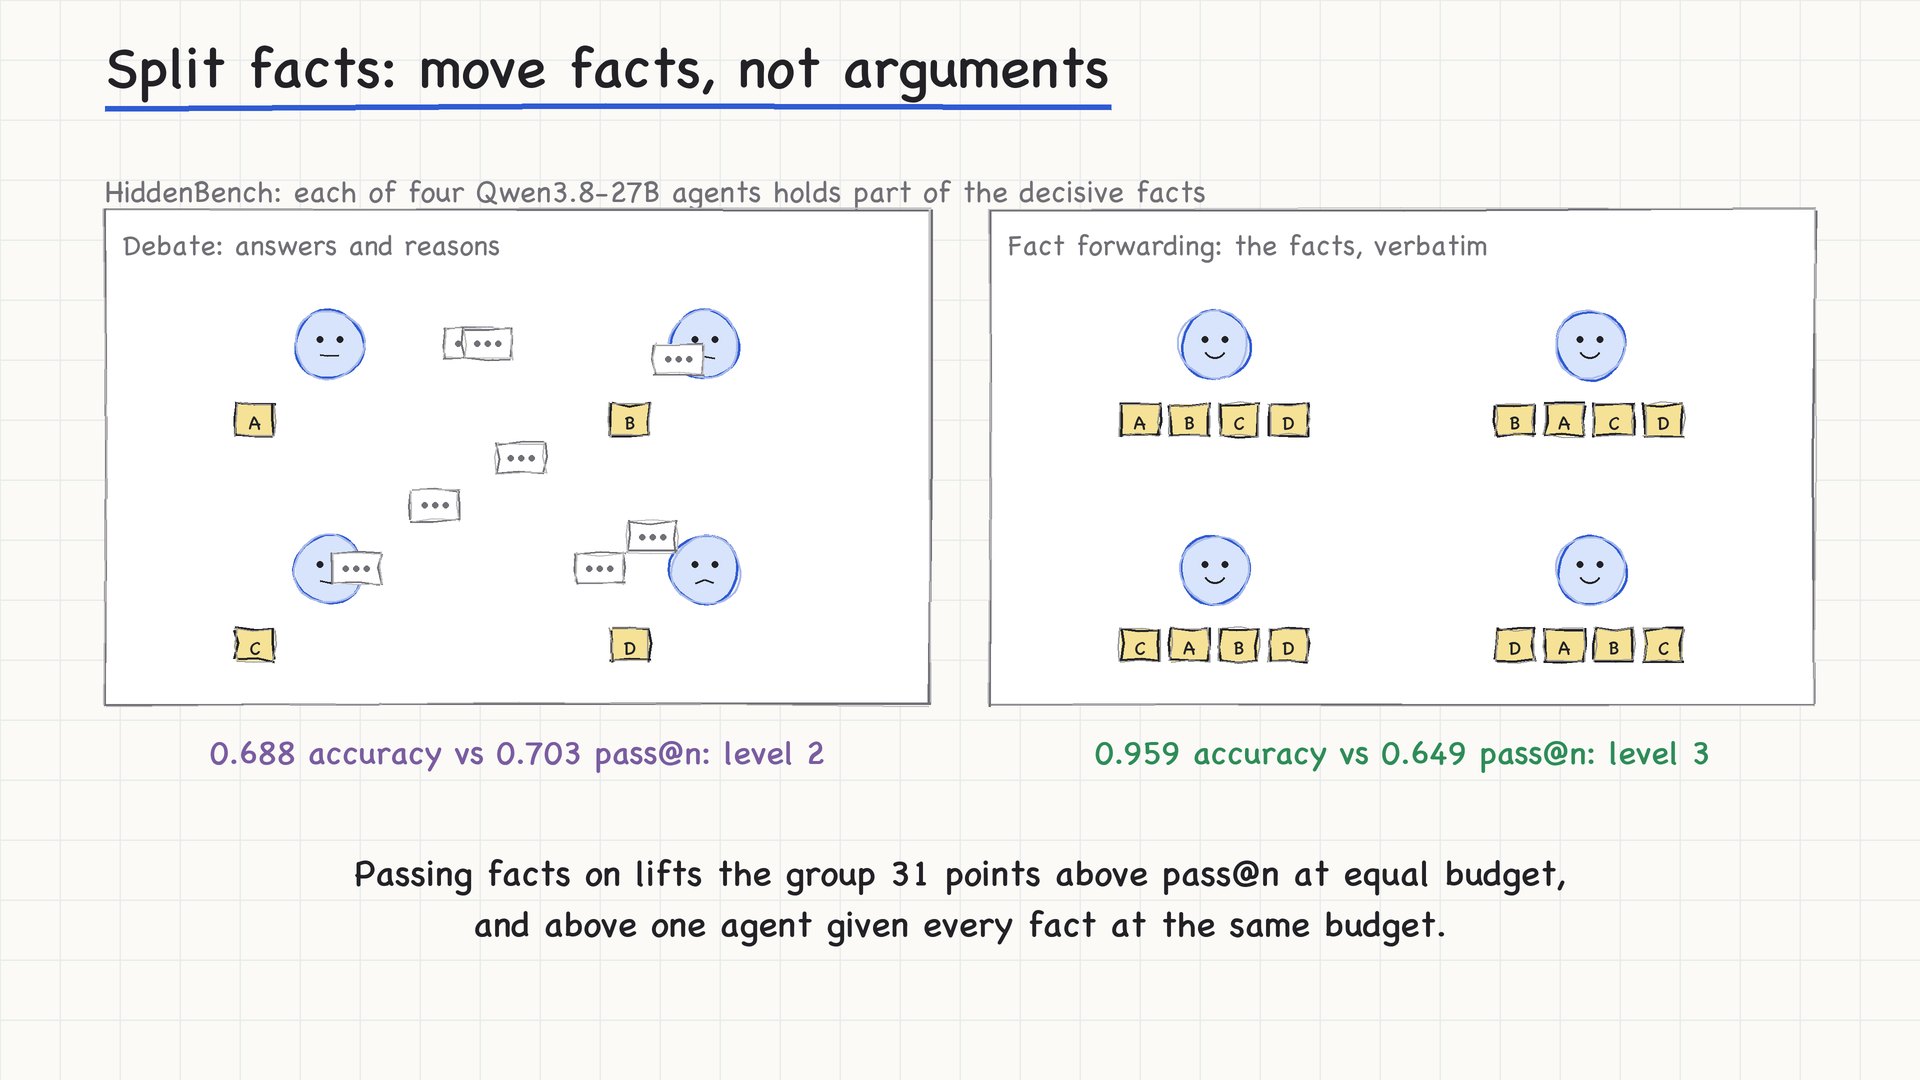 Split facts: move facts, not arguments
HiddenBench: each of four Qwen3.8-27B agents holds part of the decisive facts
Debate: answers and reasons
A
B
C
D
0.688 accuracy vs 0.703 pass@n: level 2
Fact forwarding: the facts, verbatim
A B C D
B A C D
C A B D
D A B C
0.959 accuracy vs 0.649 pass@n: level 3
Passing facts on lifts the group 31 points above pass@n at equal budget,
and above one agent given every fact at the same budget.